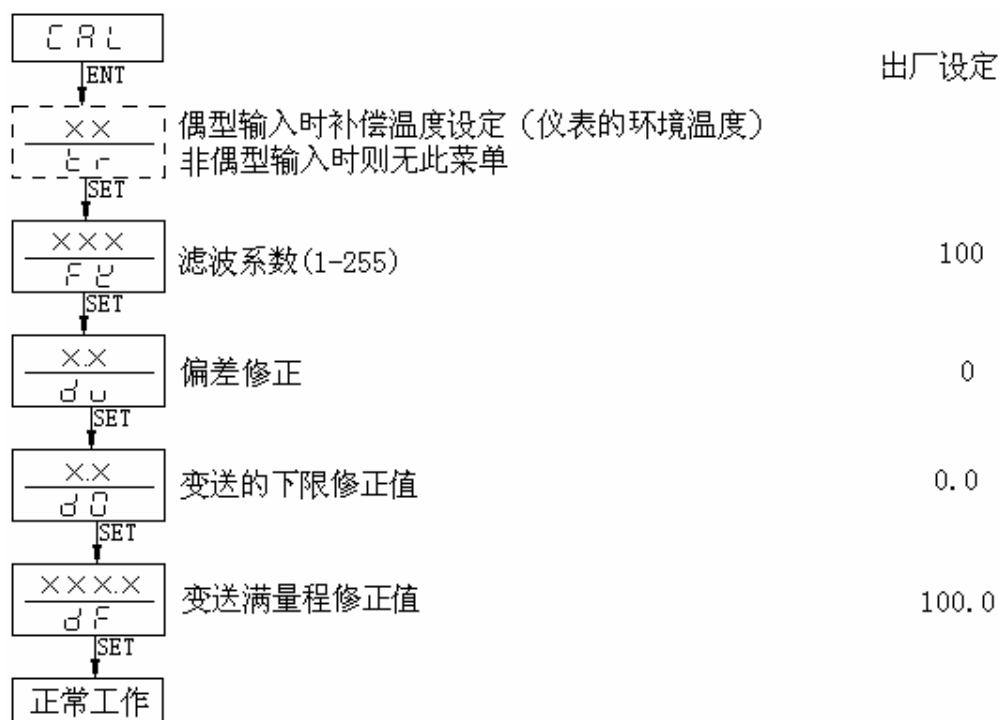 CAL
出厂设定
ENT
××
偶型输入时补偿温度设定（仪表的环境温度）
tr
非偶型输入时则无此菜单
SET
×××
滤波系数(1-255)
100
SET
×.×
偏差修正
0
du
SET
×.×
变送的下限修正值
0.0
d0
SET
×××.×
变送满量程修正值
100.0
dF
SET
正常工作